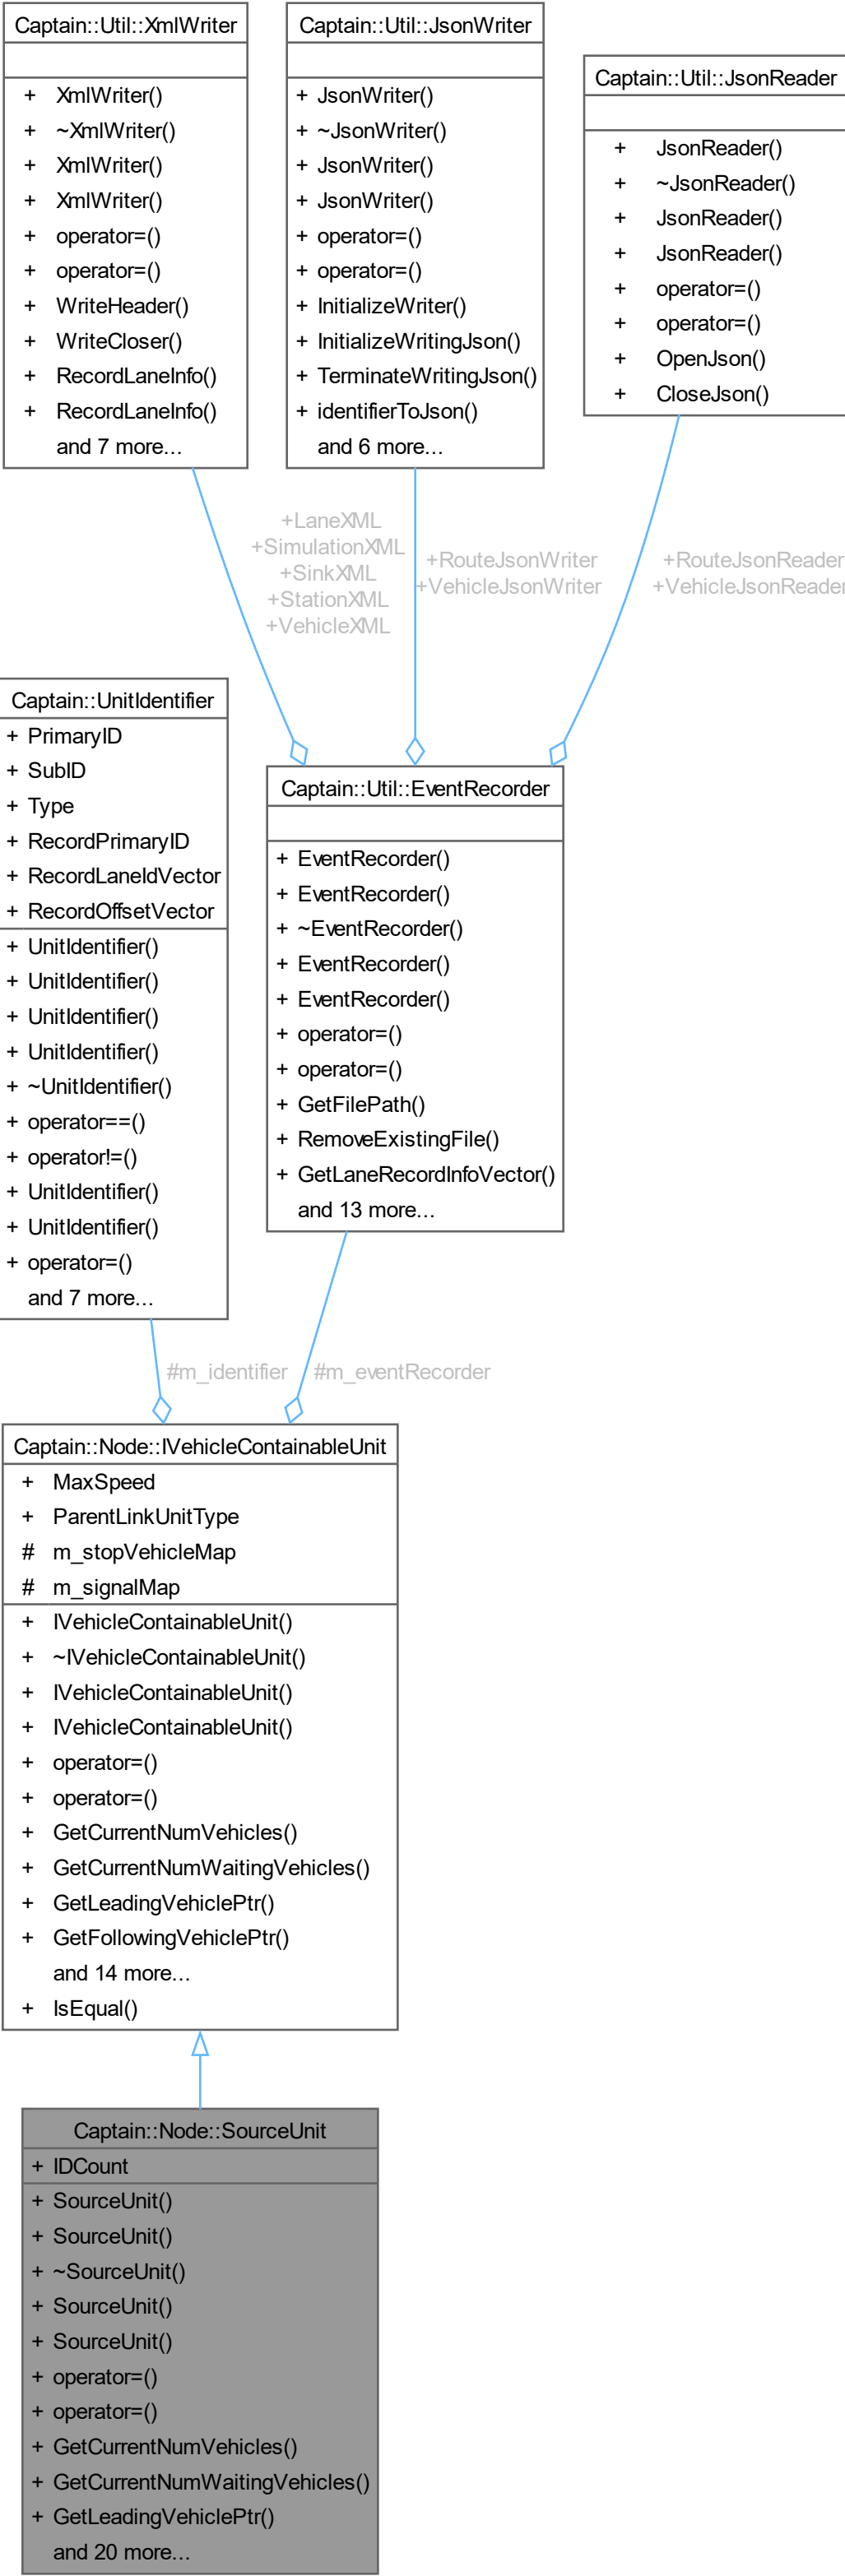 Captain::Util::XmlWriter
+ XmlWriter()
+ ~XmlWriter()
+ XmlWriter()
+ XmlWriter()
+ operator=()
+ operator=()
+ WriteHeader()
+ WriteCloser()
+ RecordLaneInfo()
+ RecordLaneInfo()
and 7 more...
Captain::Util::JsonWriter
+ JsonWriter()
+ ~JsonWriter()
+ JsonWriter()
+ JsonWriter()
+ operator=()
+ operator=()
+ InitializeWriter()
+ InitializeWritingJson()
+ TerminateWritingJson()
+ identifierToJson()
and 6 more...
Captain::Util::JsonReader
+ JsonReader()
+ ~JsonReader()
+ JsonReader()
+ JsonReader()
+ operator=()
+ operator=()
+ OpenJson()
+ CloseJson()
+LaneXML
+SimulationXML
+SinkXML
+StationXML
+VehicleXML
+RouteJsonWriter
+VehicleJsonWriter
+RouteJsonReader
+VehicleJsonReader
Captain::UnitIdentifier
+ PrimaryID
+ SubID
+ Type
+ RecordPrimaryID
+ RecordLaneIdVector
+ RecordOffsetVector
+ UnitIdentifier()
+ UnitIdentifier()
+ UnitIdentifier()
+ UnitIdentifier()
+ ~UnitIdentifier()
+ operator==()
+ operator!=()
+ UnitIdentifier()
+ UnitIdentifier()
+ operator=()
and 7 more...
Captain::Util::EventRecorder
+ EventRecorder()
+ EventRecorder()
+ ~EventRecorder()
+ EventRecorder()
+ EventRecorder()
+ operator=()
+ operator=()
+ GetFilePath()
+ RemoveExistingFile()
+ GetLaneRecordInfoVector()
and 13 more...
#m_identifier
#m_eventRecorder
Captain::Node::IVehicleContainableUnit
+ MaxSpeed
+ ParentLinkUnitType
# m_stopVehicleMap
# m_signalMap
+ IVehicleContainableUnit()
+ ~IVehicleContainableUnit()
+ IVehicleContainableUnit()
+ IVehicleContainableUnit()
+ operator=()
+ operator=()
+ GetCurrentNumVehicles()
+ GetCurrentNumWaitingVehicles()
+ GetLeadingVehiclePtr()
+ GetFollowingVehiclePtr()
and 14 more...
+ IsEqual()
Captain::Node::SourceUnit
+ IDCount
+ SourceUnit()
+ SourceUnit()
+ ~SourceUnit()
+ SourceUnit()
+ SourceUnit()
+ operator=()
+ operator=()
+ GetCurrentNumVehicles()
+ GetCurrentNumWaitingVehicles()
+ GetLeadingVehiclePtr()
and 20 more...